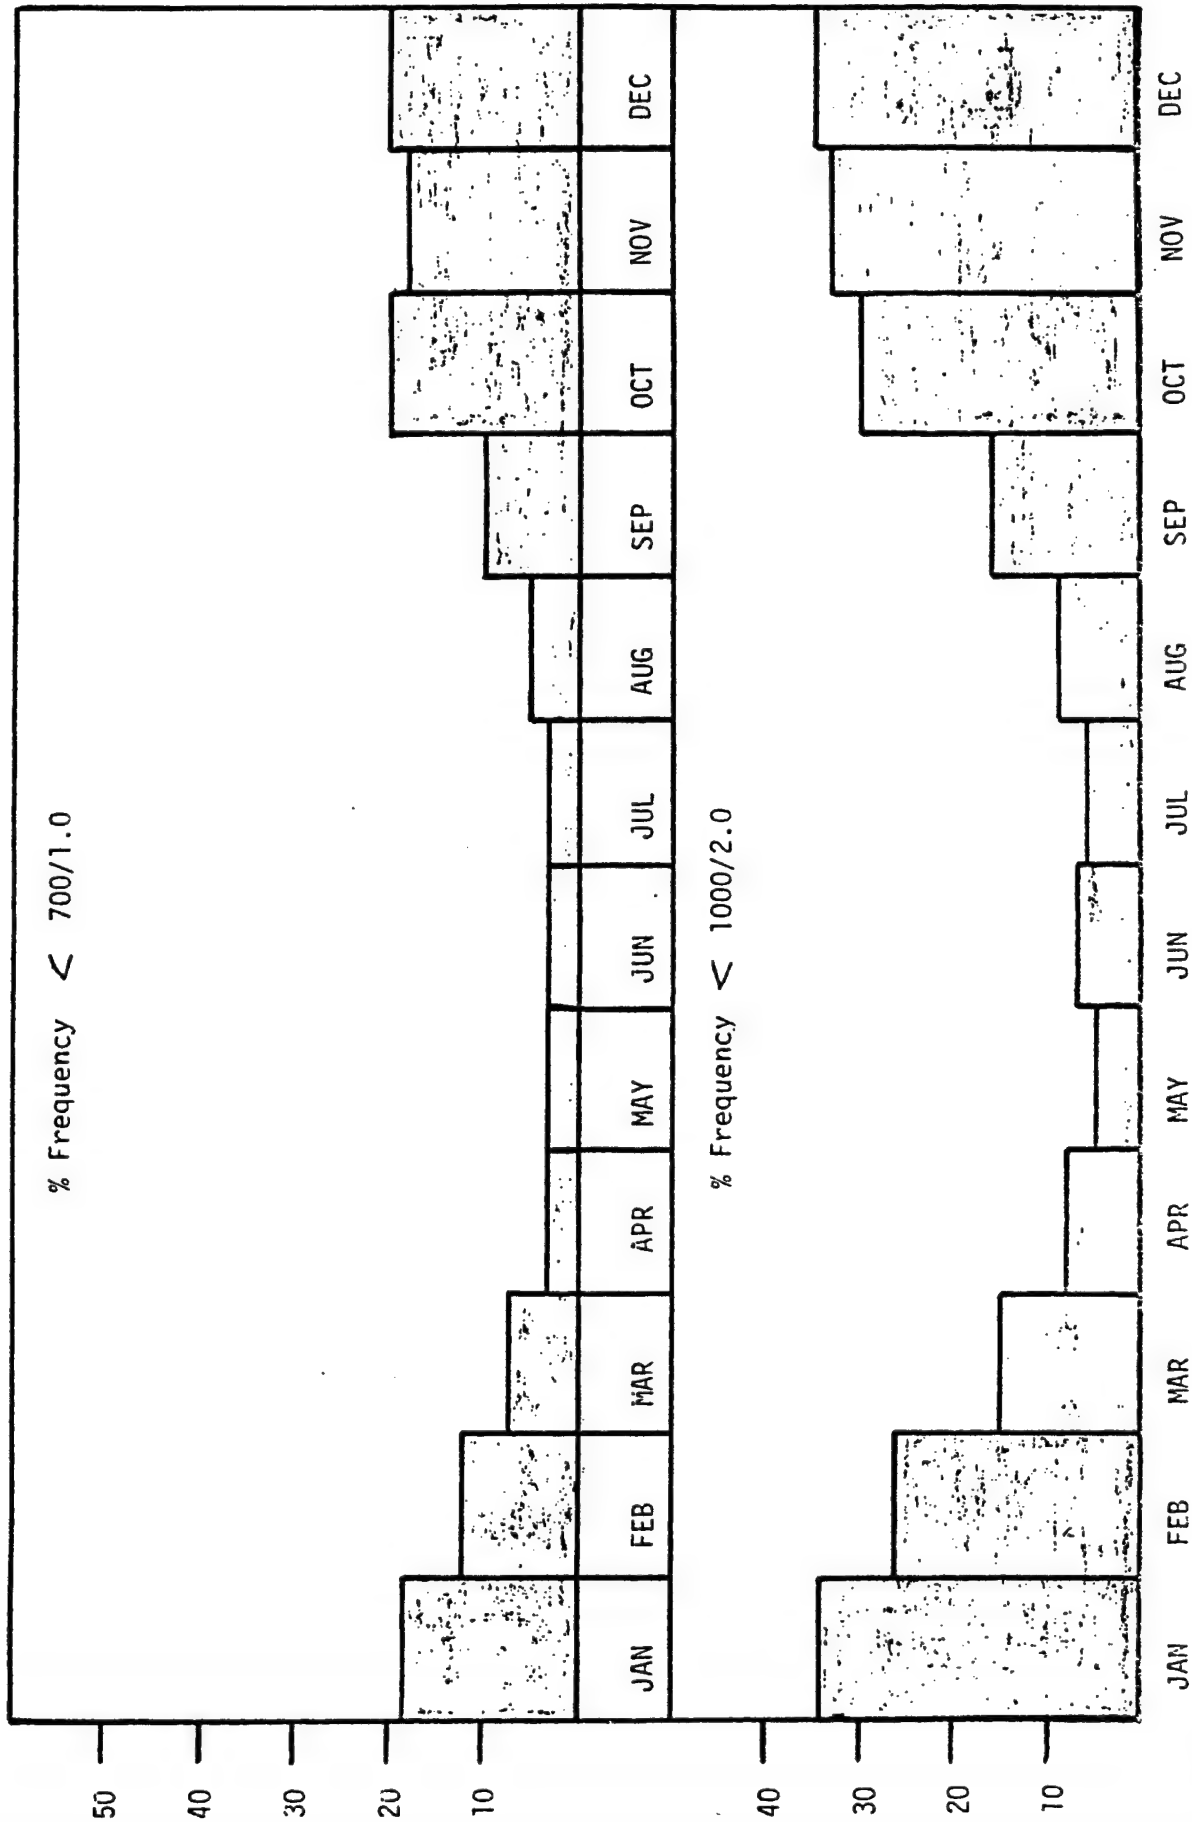 % Frequency < 700/1.0
50
40
30
20
10
JAN FEB MAR APR MAY JUN JUL AUG SEP OCT NOV DEC
% Frequency < 1000/2.0
40
30
20
10
JAN FEB MAR APR MAY JUN JUL AUG SEP OCT NOV DEC